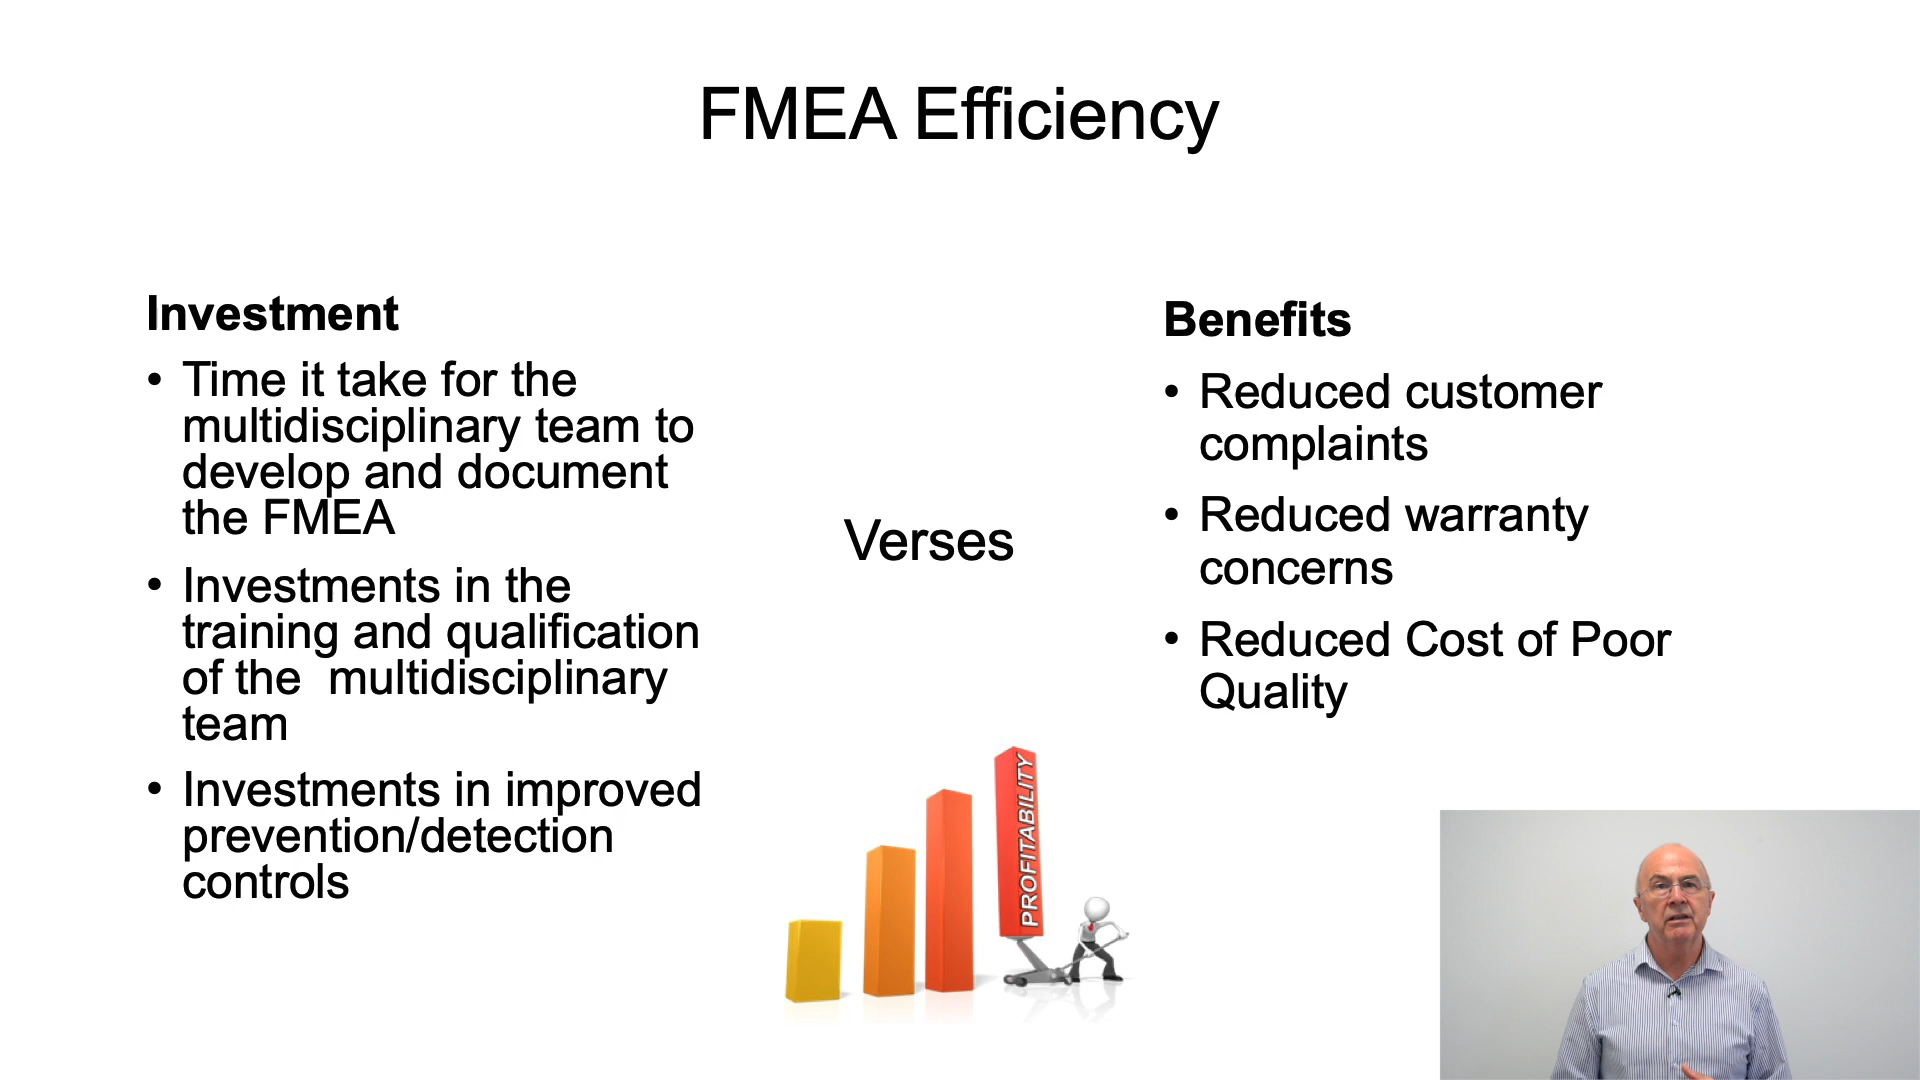 FMEA Efficiency
Investment
• Time it take for the
multidisciplinary team to
develop and document
the FMEA
• Investments in the
training and qualification
of the  multidisciplinary
team
• Investments in improved
prevention/detection
controls
Verses
PROFITABILITY
Benefits
• Reduced customer
complaints
• Reduced warranty
concerns
• Reduced Cost of Poor
Quality